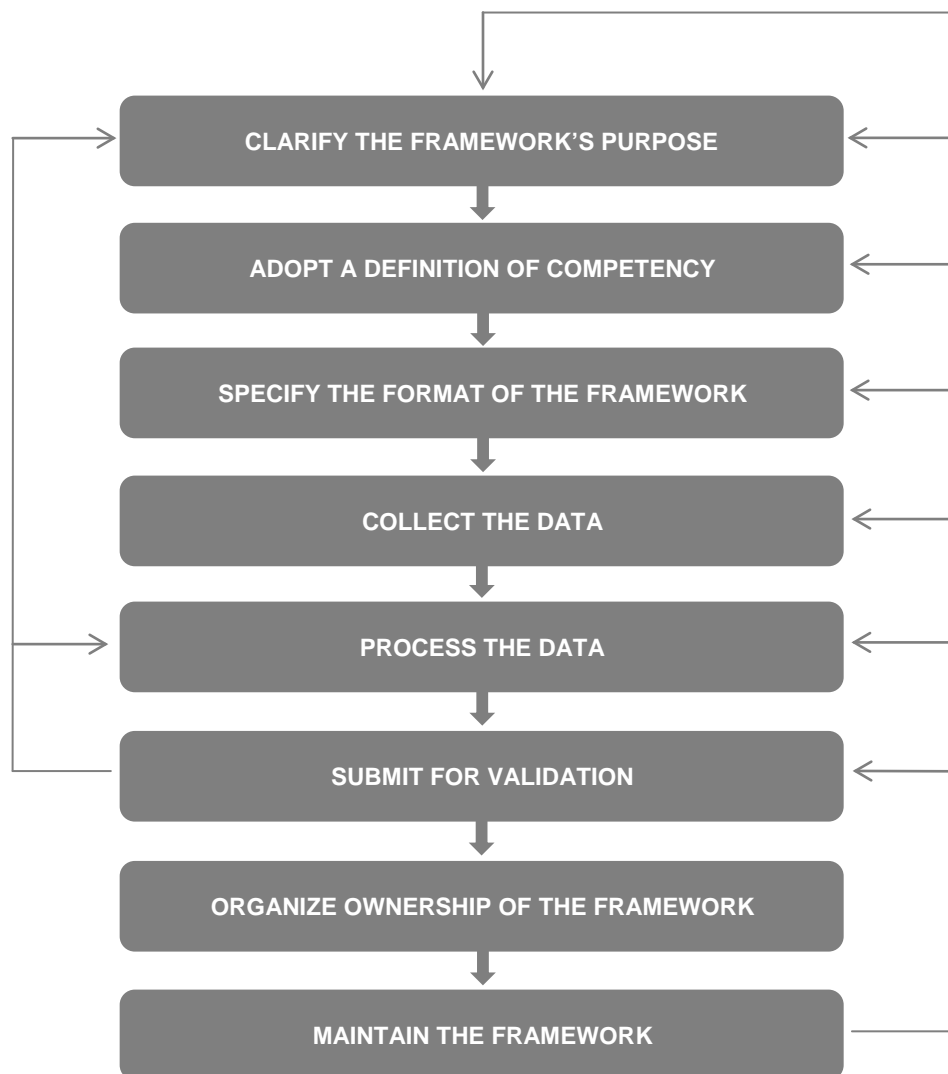 CLARIFY THE FRAMEWORK’S PURPOSE
ADOPT A DEFINITION OF COMPETENCY
SPECIFY THE FORMAT OF THE FRAMEWORK
COLLECT THE DATA
PROCESS THE DATA
SUBMIT FOR VALIDATION
ORGANIZE OWNERSHIP OF THE FRAMEWORK
MAINTAIN THE FRAMEWORK